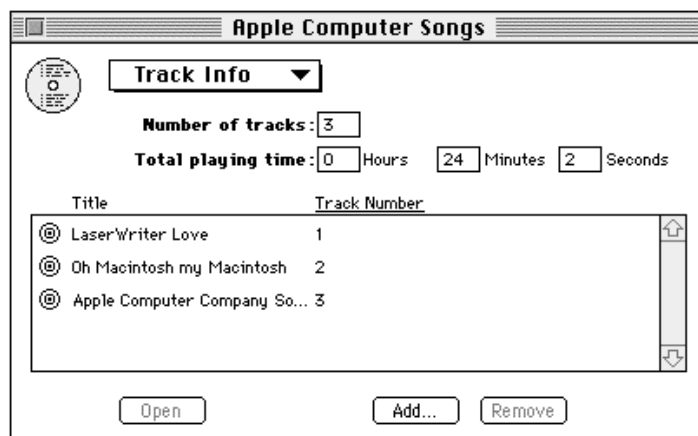 Apple Computer Songs
Track Info
Number of tracks: 3
Total playing time: 0 Hours 24 Minutes 2 Seconds
Title Track Number
LaserWriter Love 1
Oh Macintosh my Macintosh 2
Apple Computer Company So... 3
Open Add... Remove